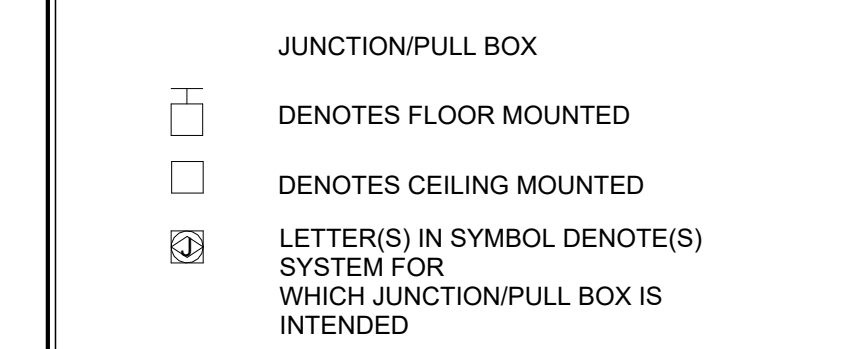 JUNCTION/PULL BOX
DENOTES FLOOR MOUNTED
DENOTES CEILING MOUNTED
J
LETTER(S) IN SYMBOL DENOTE(S)
SYSTEM FOR
WHICH JUNCTION/PULL BOX IS
INTENDED